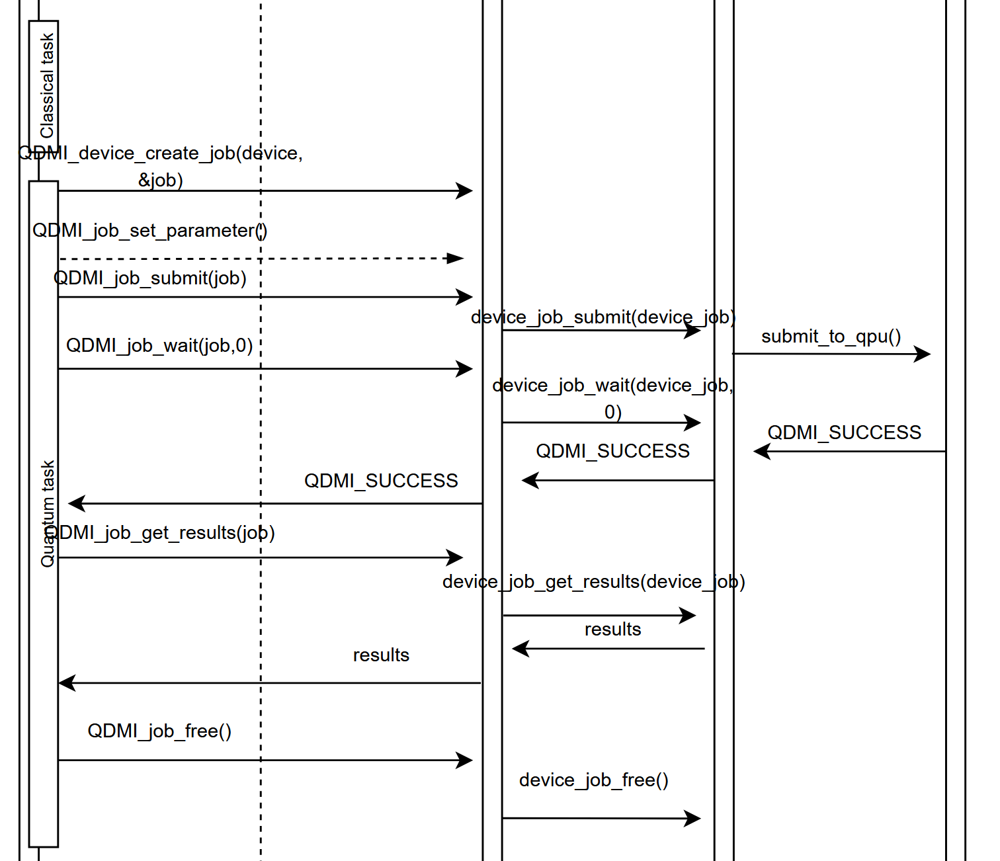 Classical task
QDMI_device_create_job(device,
&job)
QDMI_job_set_parameter()
QDMI_job_submit(job)
device_job_submit(device_job)
submit_to_qpu()
QDMI_job_wait(job,0)
device_job_wait(device_job,
0)
QDMI_SUCCESS
QDMI_SUCCESS
QDMI_SUCCESS
Quantum task
QDMI_job_get_results(job)
device_job_get_results(device_job)
results
results
QDMI_job_free()
device_job_free()